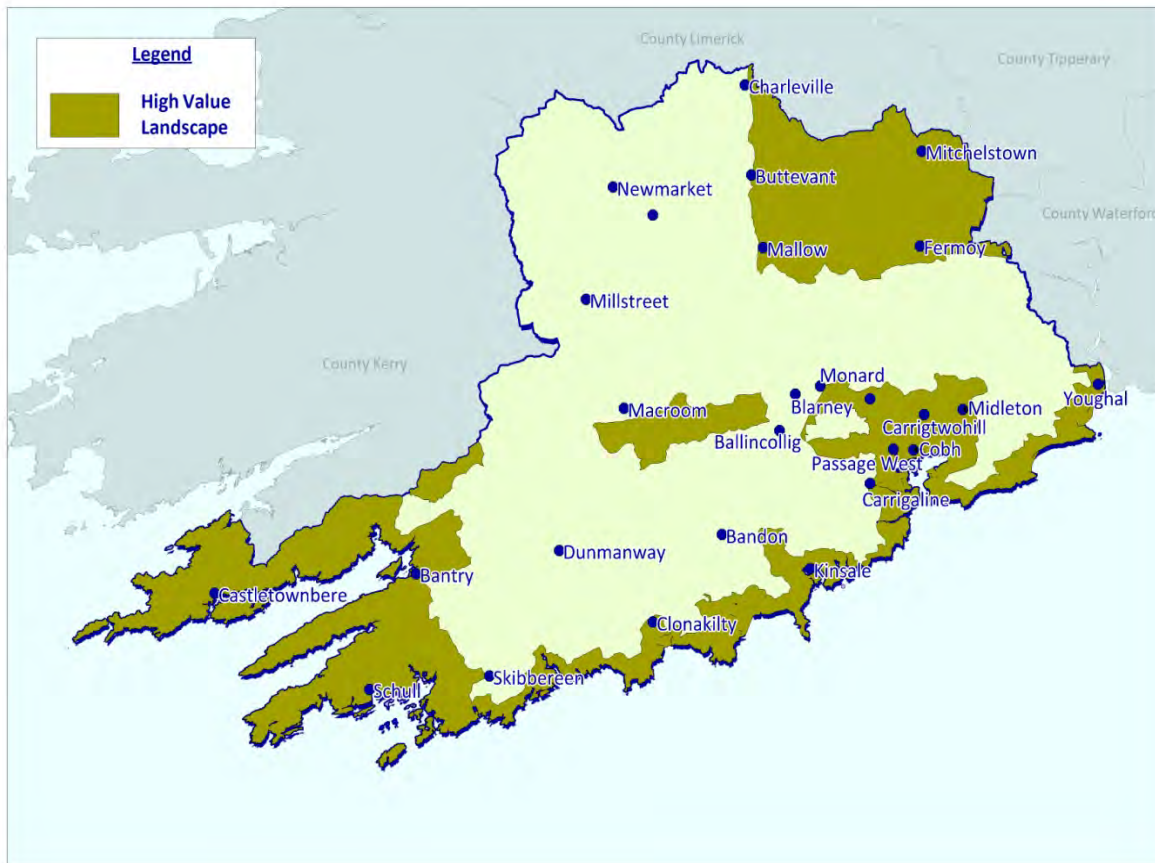 Legend
High Value
Landscape
County Limerick
County Tipperary
Charleville
Mitchelstown
Newmarket
Buttevant
County Waterford
Mallow
Fermoy
Millstreet
County Kerry
Monard
Youghal
Macroom
Blarney
Midleton
Carrigtwohill
Ballincollig
Cobh
Passage West
Carrigaline
Bandon
Dunmanway
Kinsale
Bantry
Castletownbere
Clonakilty
Skibbereen
Schull